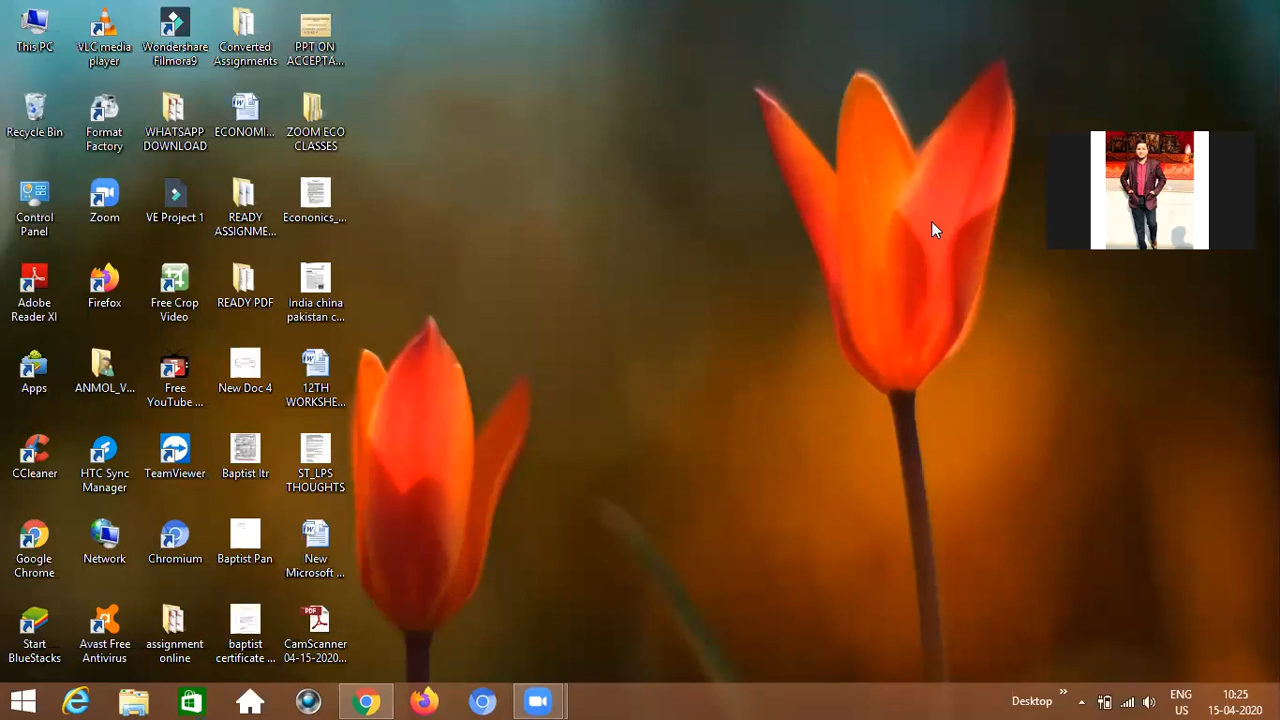 This PC
VLC media
player
Wondershare
Filmora9
Converted
Assignments
PPT ON
ACCEPTA...
Recycle Bin
Format
Factory
WHATSAPP
DOWNLOAD
ECONOMI...
ZOOM ECO
CLASSES
Control
Panel
Zoom
VE Project 1
READY
ASSIGNME...
Economics_...
Adobe
Reader XI
Firefox
Free Crop
Video
READY PDF
India china
pakistan c...
Apps
ANMOL_V...
Free
YouTube ...
New Doc 4
12TH
WORKSHE...
CCleaner
HTC Sync
Manager
TeamViewer
Baptist ltr
ST_LPS
THOUGHTS
Google
Chrome
Network
Chromium
Baptist Pan
New
Microsoft ...
Start
BlueStacks
Avast Free
Antivirus
assignment
online
baptist
certificate ...
PDF
CamScanner
04-15-2020...
Desktop
ENG
US
10:25
15-04-2020